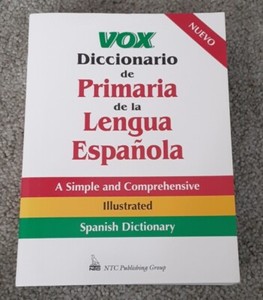 NUEVO
VOX
Diccionario
de
Primaria
de la
Lengua
Española
A Simple and Comprehensive
Illustrated
Spanish Dictionary
NTC Publishing Group